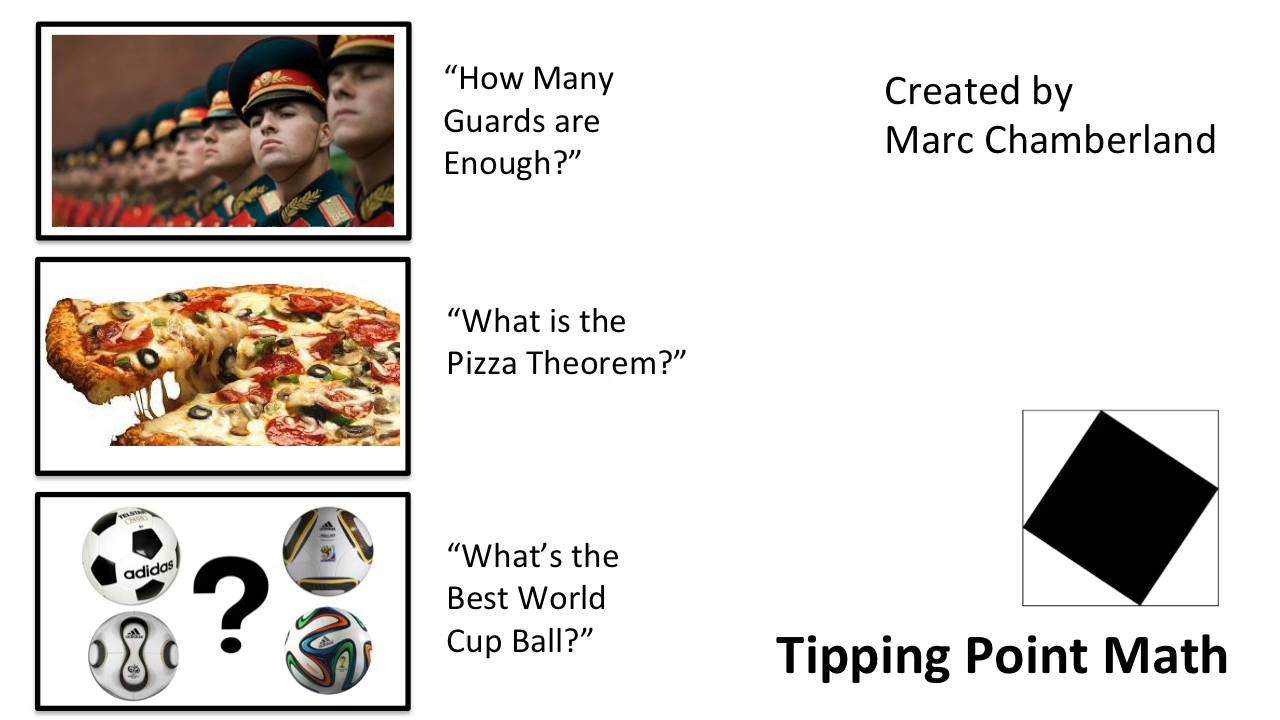 “How Many
Guards are
Enough?”
Created by
Marc Chamberland
“What is the
Pizza Theorem?”
TELSTAR
adidas
“What’s the
Best World
Cup Ball?”
?
Tipping Point Math